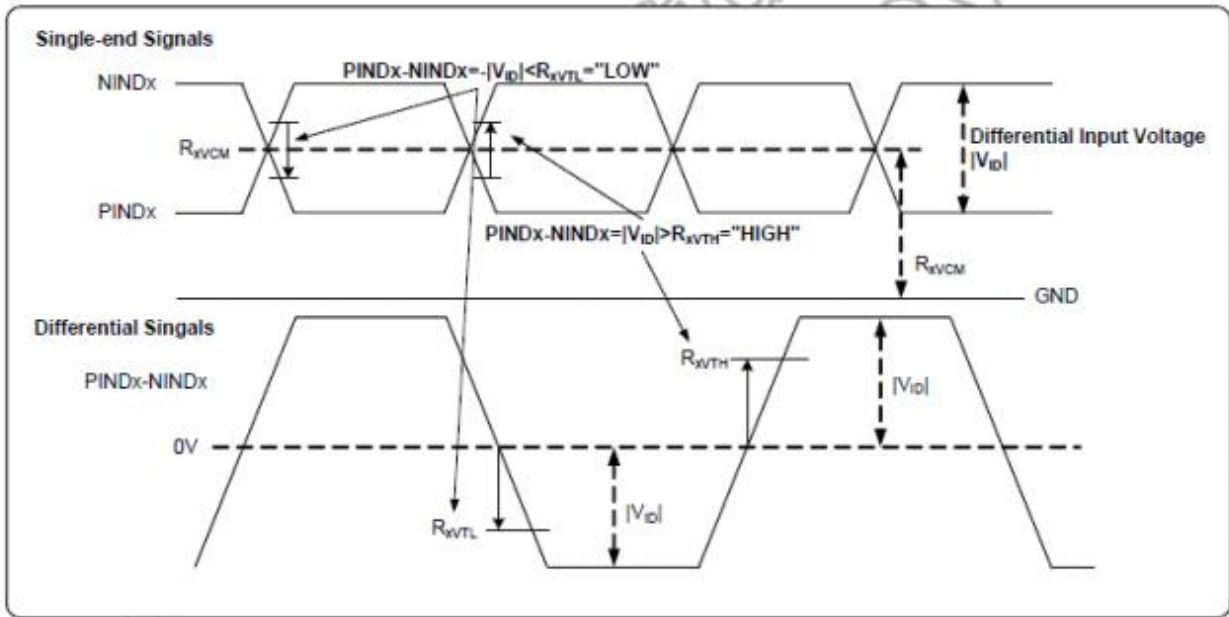 Single-end Signals
NINDx
PINDx-NINDx=-|VID|<RxVTL="LOW"
RxVCM
Differential Input Voltage
|VID|
PINDx
PINDx-NINDx=|VID|>RxVTH="HIGH"
RxVCM
GND
Differential Singals
RxVTH
PINDx-NINDx
|VID|
0V
|VID|
RxVTL